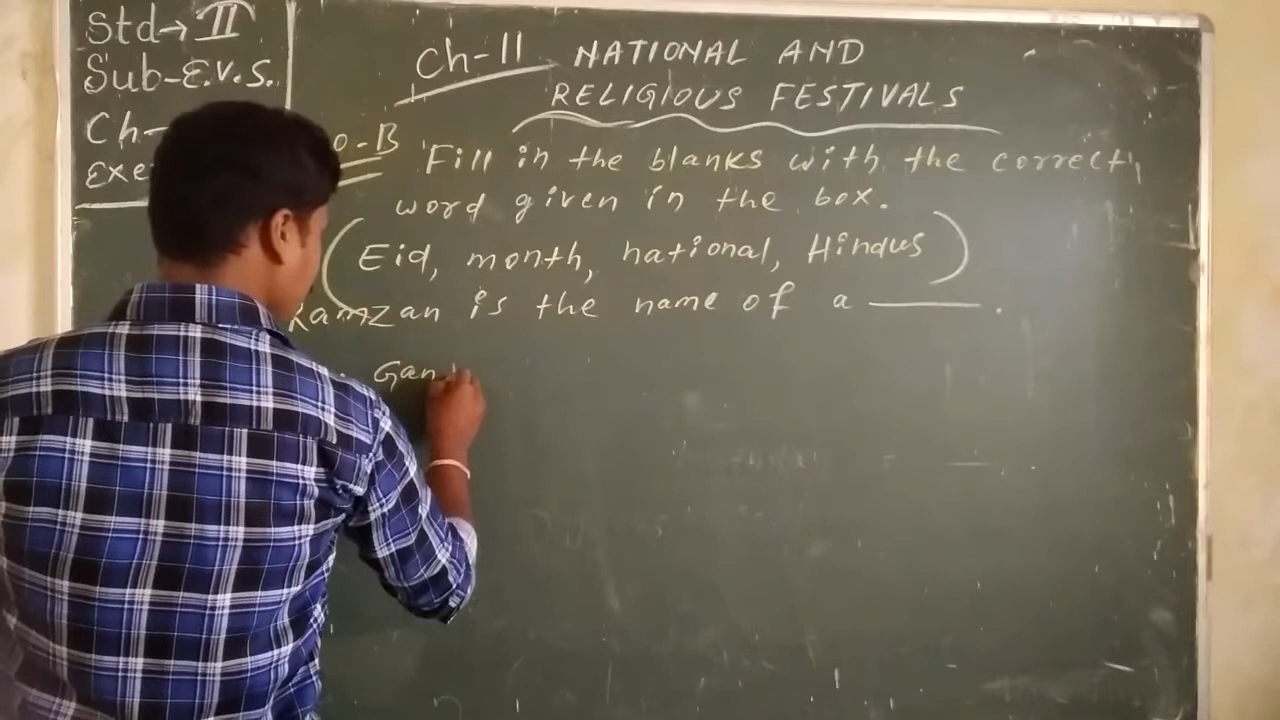 Std→II
Sub-E.V.S.
Ch-
Exe
Ch-11 NATIONAL AND
RELIGIOUS FESTIVALS
-B Fill in the blanks with the correct
word given in the box.
(Eid, month, national, Hindus)
Ramzan is the name of a ______.
Gan